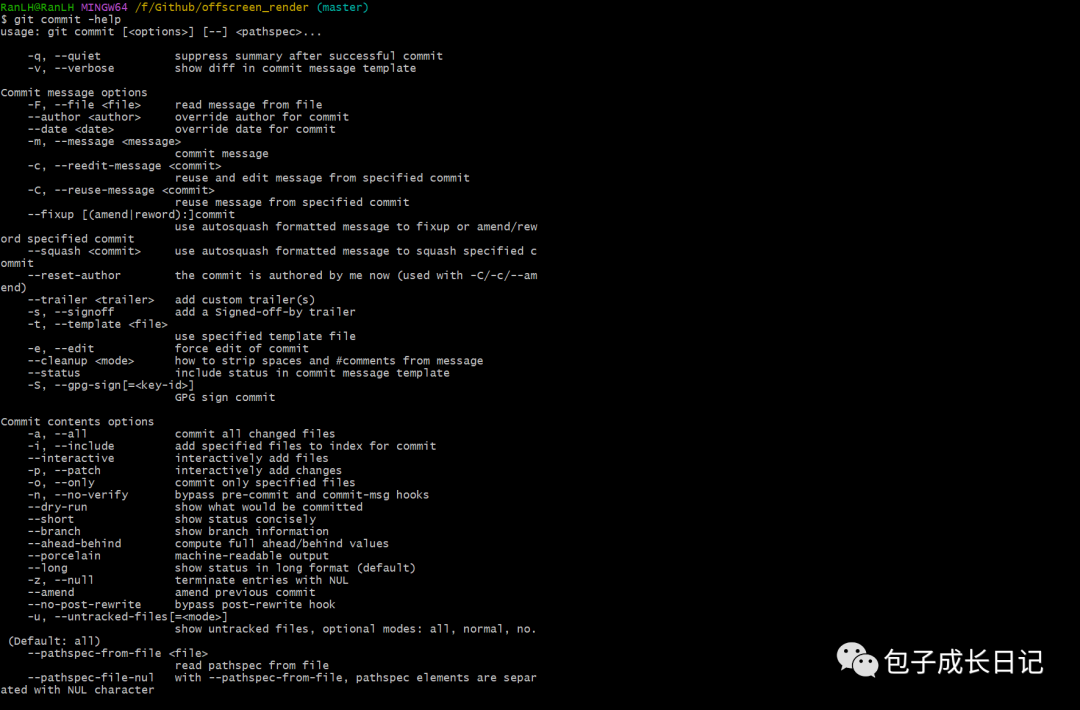 RanLH@RanLH MINGW64 /f/Github/offscreen_render (master)
$ git commit -help
usage: git commit [<options>] [--] <pathspec>...

    -q, --quiet           suppress summary after successful commit
    -v, --verbose         show diff in commit message template

Commit message options
    -F, --file <file>     read message from file
    --author <author>     override author for commit
    --date <date>         override date for commit
    -m, --message <message>
                          commit message
    -c, --reedit-message <commit>
                          reuse and edit message from specified commit
    -C, --reuse-message <commit>
                          reuse message from specified commit
    --fixup [(amend|reword):]commit
                          use autosquash formatted message to fixup or amend/rew
ord specified commit
    --squash <commit>     use autosquash formatted message to squash specified c
ommit
    --reset-author        the commit is authored by me now (used with -C/-c/--am
end)
    --trailer <trailer>   add custom trailer(s)
    -s, --signoff         add a Signed-off-by trailer
    -t, --template <file>
                          use specified template file
    -e, --edit            force edit of commit
    --cleanup <mode>      how to strip spaces and #comments from message
    --status              include status in commit message template
    -S, --gpg-sign[=<key-id>]
                          GPG sign commit

Commit contents options
    -a, --all             commit all changed files
    -i, --include         add specified files to index for commit
    --interactive         interactively add files
    -p, --patch           interactively add changes
    -o, --only            commit only specified files
    -n, --no-verify       bypass pre-commit and commit-msg hooks
    --dry-run             show what would be committed
    --short               show status concisely
    --branch              show branch information
    --ahead-behind        compute full ahead/behind values
    --porcelain           machine-readable output
    --long                show status in long format (default)
    -z, --null            terminate entries with NUL
    --amend               amend previous commit
    --no-post-rewrite     bypass post-rewrite hook
    -u, --untracked-files[=<mode>]
                          show untracked files, optional modes: all, normal, no.
 (Default: all)
    --pathspec-from-file <file>
                          read pathspec from file
    --pathspec-file-nul   with --pathspec-from-file, pathspec elements are separ
ated with NUL character
包子成长日记